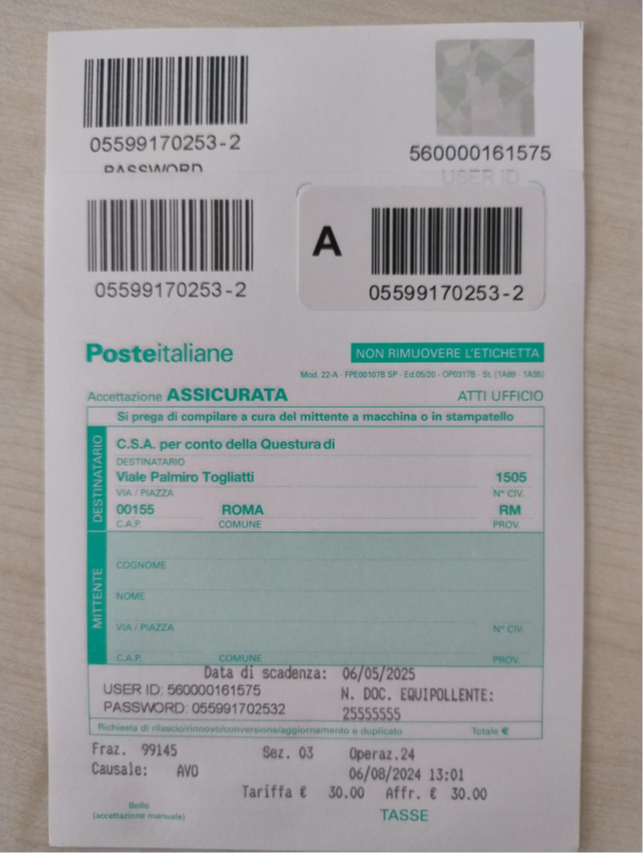 05599170253-2
PASSWORD
560000161575
USER ID
05599170253-2
A
05599170253-2
Posteitaliane
NON RIMUOVERE L'ETICHETTA
Mod. 22-A - FPE00107B SP - Ed.05/20 - OP0317B - St. [1A69 - 1A35]
Accettazione ASSICURATA
ATTI UFFICIO
Si prega di compilare a cura del mittente a macchina o in stampatello
DESTINATARIO
C.S.A. per conto della Questura di
DESTINATARIO
Viale Palmiro Togliatti 1505
VIA / PIAZZA N° CIV.
00155 ROMA RM
C.A.P. COMUNE PROV.
MITTENTE
COGNOME
NOME
VIA / PIAZZA N° CIV.
C.A.P. COMUNE PROV.
Data di scadenza: 06/05/2025
USER ID: 560000161575 N. DOC. EQUIPOLLENTE:
PASSWORD: 055991702532 25555555
Richiesta di rilascio/rinnovo/conversione/aggiornamento e duplicato Totale €
Fraz. 99145 Sez. 03 Operaz.24
Causale: AVO 06/08/2024 13:01
Tariffa € 30.00 Affr. € 30.00
Bollo
(accettazione manuale)
TASSE